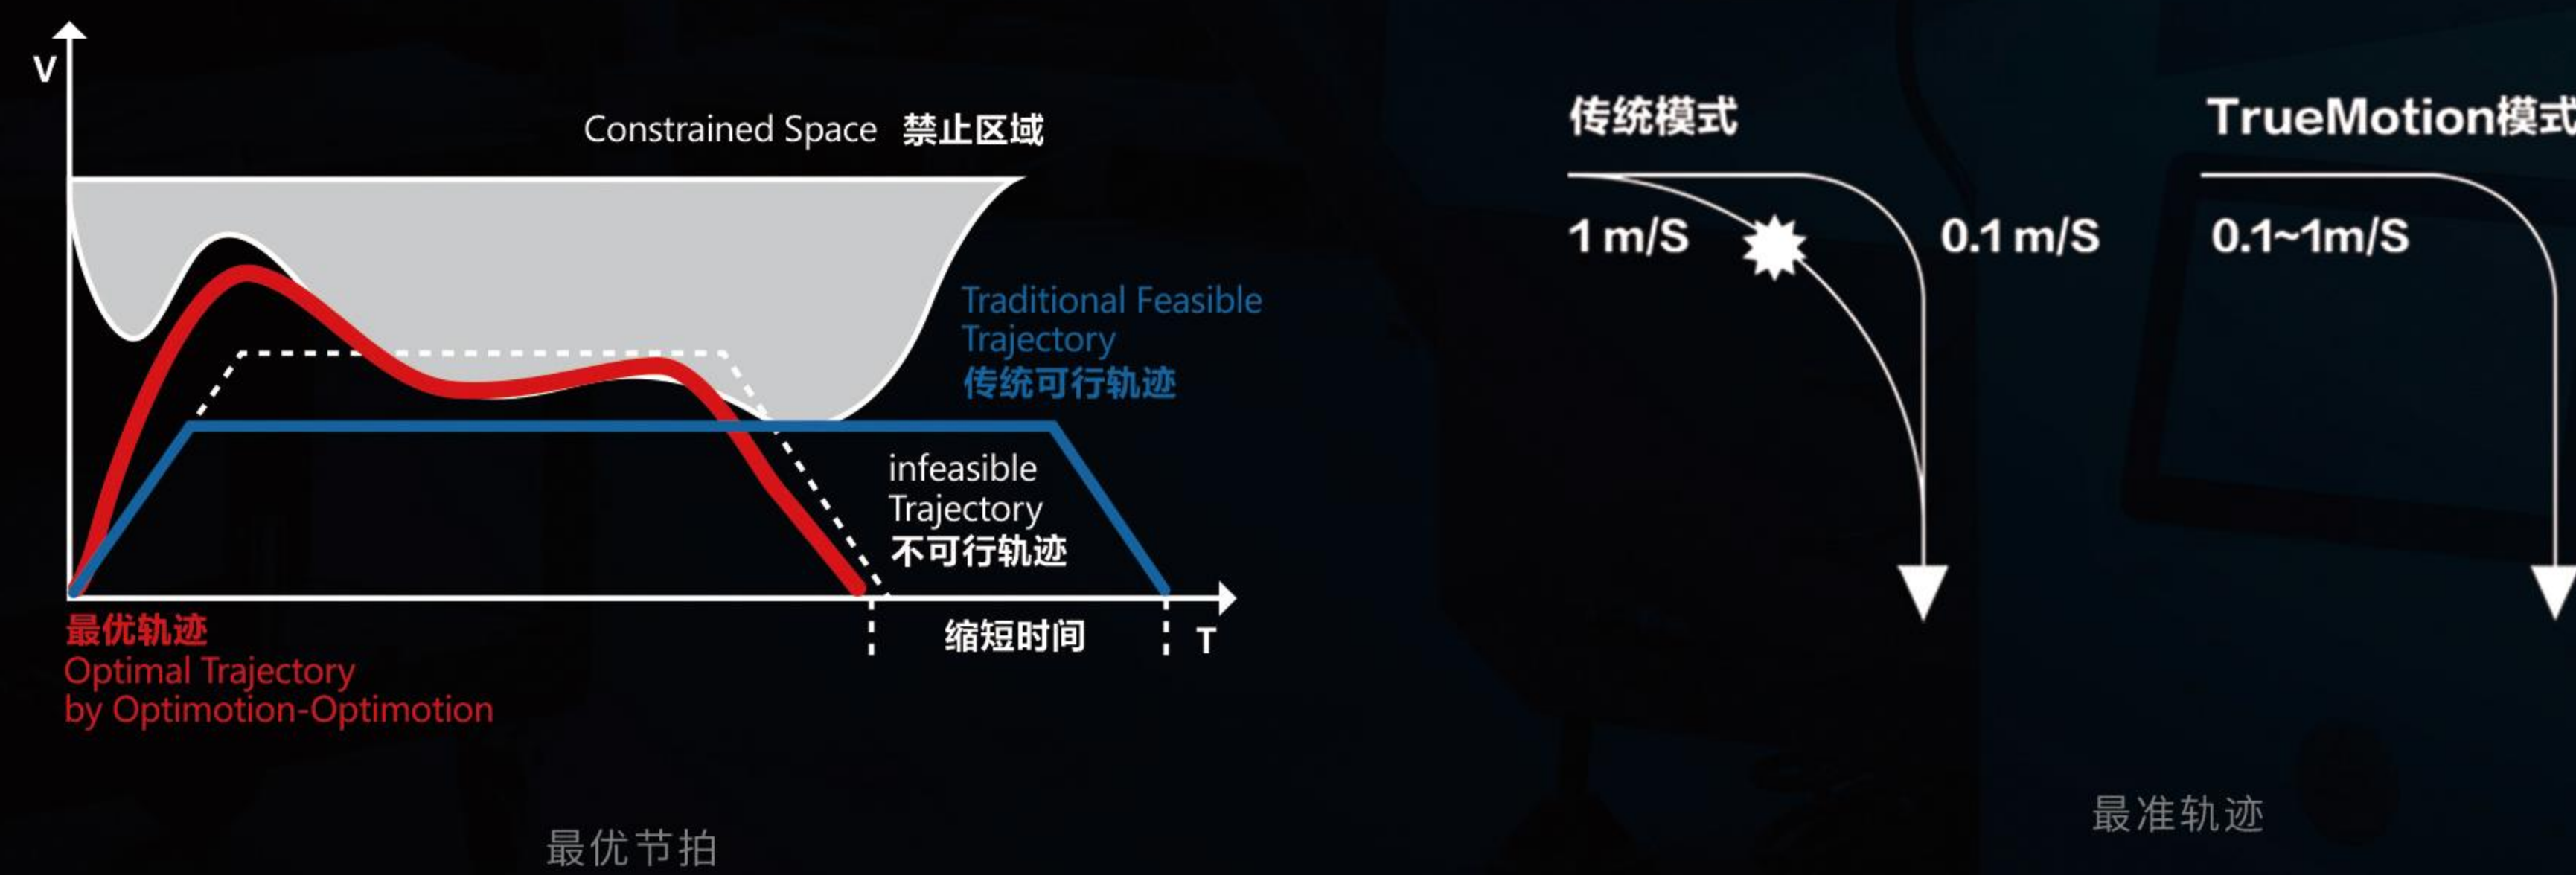 V
Constrained Space 禁止区域
Traditional Feasible
Trajectory
传统可行轨迹
infeasible
Trajectory
不可行轨迹
缩短时间
T
最优轨迹
Optimal Trajectory
by Optimotion-Optimotion
最优节拍
传统模式
1 m/S
0.1 m/S
TrueMotion模式
0.1~1m/S
最准轨迹